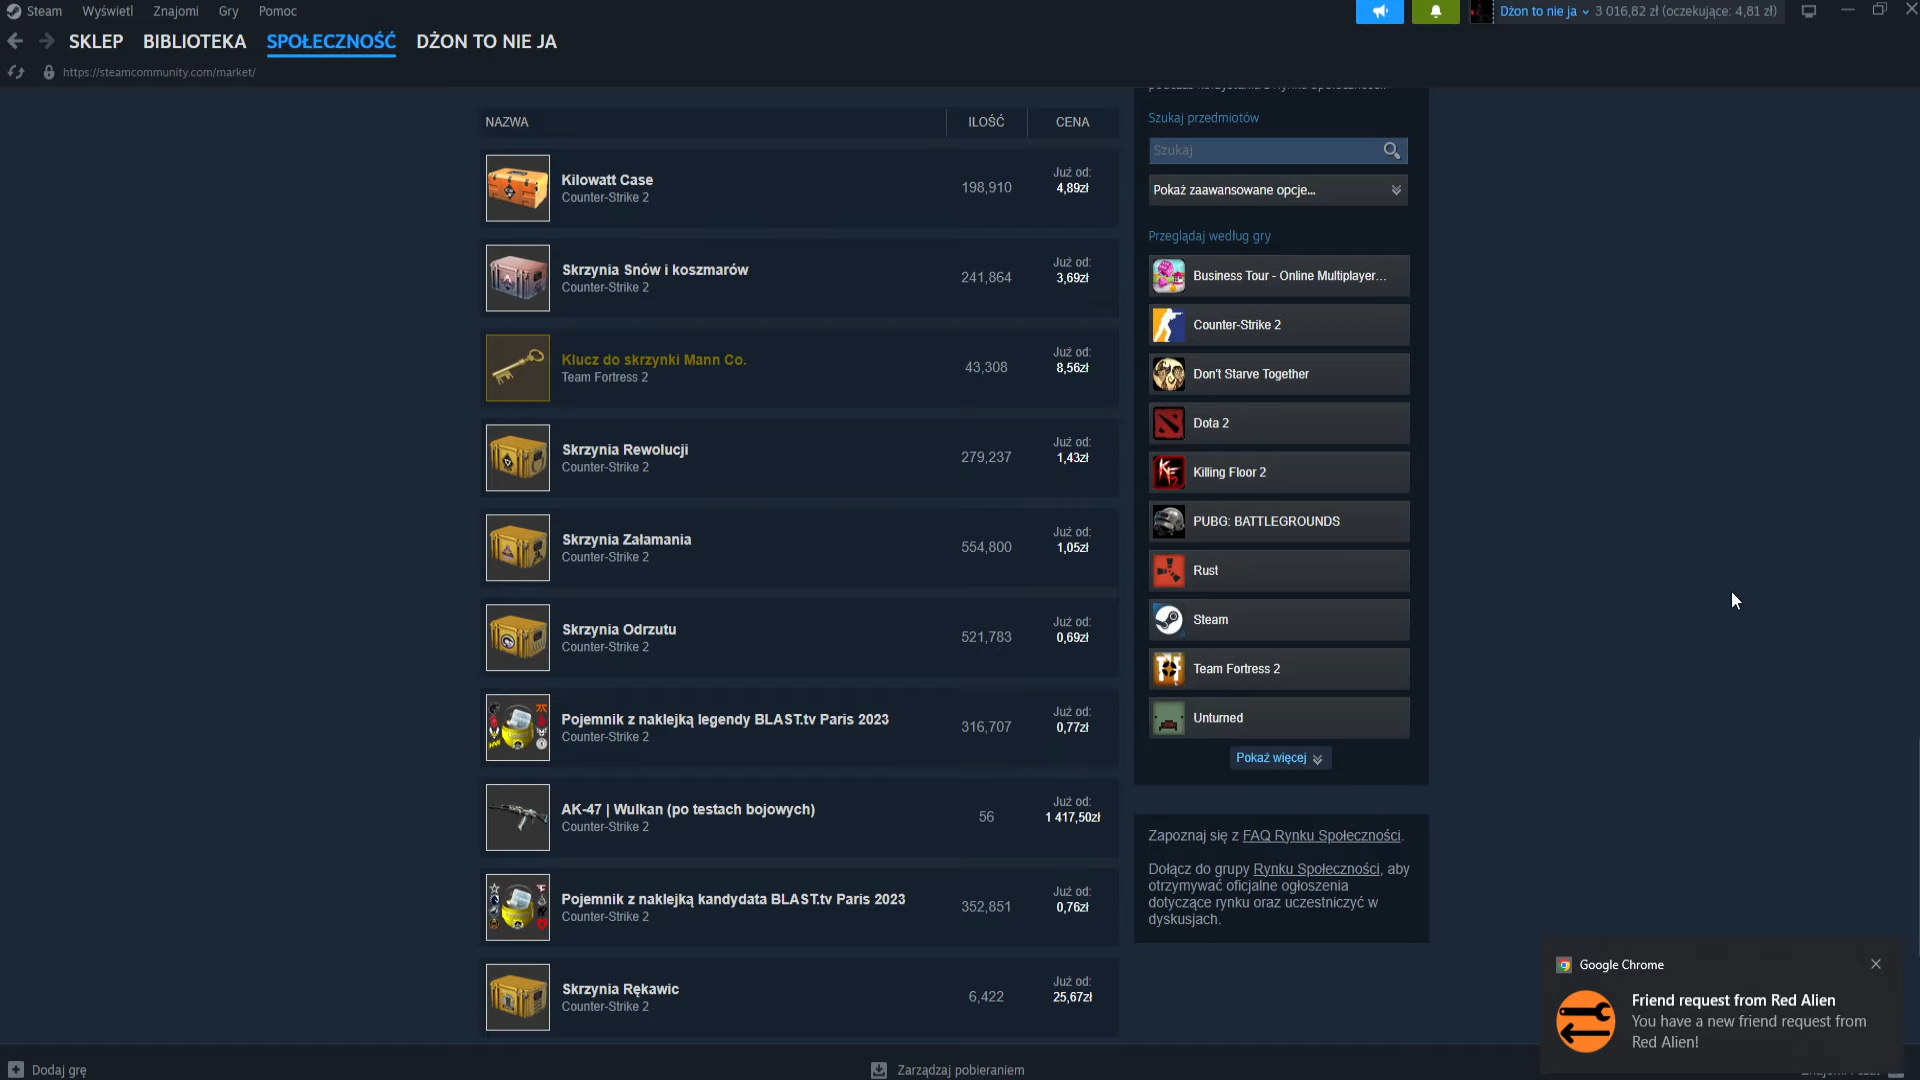 Steam
Wyświetl
Znajomi
Gry
Pomoc
Dżon to nie ja
3 016,82 zł (oczekujące: 4,81 zł)
SKLEP
BIBLIOTEKA
SPOŁECZNOŚĆ
DŻON TO NIE JA
https://steamcommunity.com/market/
NAZWA
ILOŚĆ
CENA
Kilowatt Case
Counter-Strike 2
198,910
Już od:
4,89zł
Skrzynia Snów i koszmarów
Counter-Strike 2
241,864
Już od:
3,69zł
Klucz do skrzynki Mann Co.
Team Fortress 2
43,308
Już od:
8,56zł
Skrzynia Rewolucji
Counter-Strike 2
279,237
Już od:
1,43zł
Skrzynia Załamania
Counter-Strike 2
554,800
Już od:
1,05zł
Skrzynia Odrzutu
Counter-Strike 2
521,783
Już od:
0,69zł
Pojemnik z naklejką legendy BLAST.tv Paris 2023
Counter-Strike 2
316,707
Już od:
0,77zł
AK-47 | Wulkan (po testach bojowych)
Counter-Strike 2
56
Już od:
1 417,50zł
Pojemnik z naklejką kandydata BLAST.tv Paris 2023
Counter-Strike 2
352,851
Już od:
0,76zł
Skrzynia Rękawic
Counter-Strike 2
6,422
Już od:
25,67zł
Szukaj przedmiotów
Szukaj
Pokaż zaawansowane opcje...
Przeglądaj według gry
Business Tour - Online Multiplayer...
Counter-Strike 2
Don't Starve Together
Dota 2
Killing Floor 2
PUBG: BATTLEGROUNDS
Rust
Steam
Team Fortress 2
Unturned
Pokaż więcej
Zapoznaj się z FAQ Rynku Społeczności.
Dołącz do grupy Rynku Społeczności, aby
otrzymywać oficjalne ogłoszenia
dotyczące rynku oraz uczestniczyć w
dyskusjach.
Google Chrome
Friend request from Red Alien
You have a new friend request from
Red Alien!
Dodaj grę
Zarządzaj pobieraniem